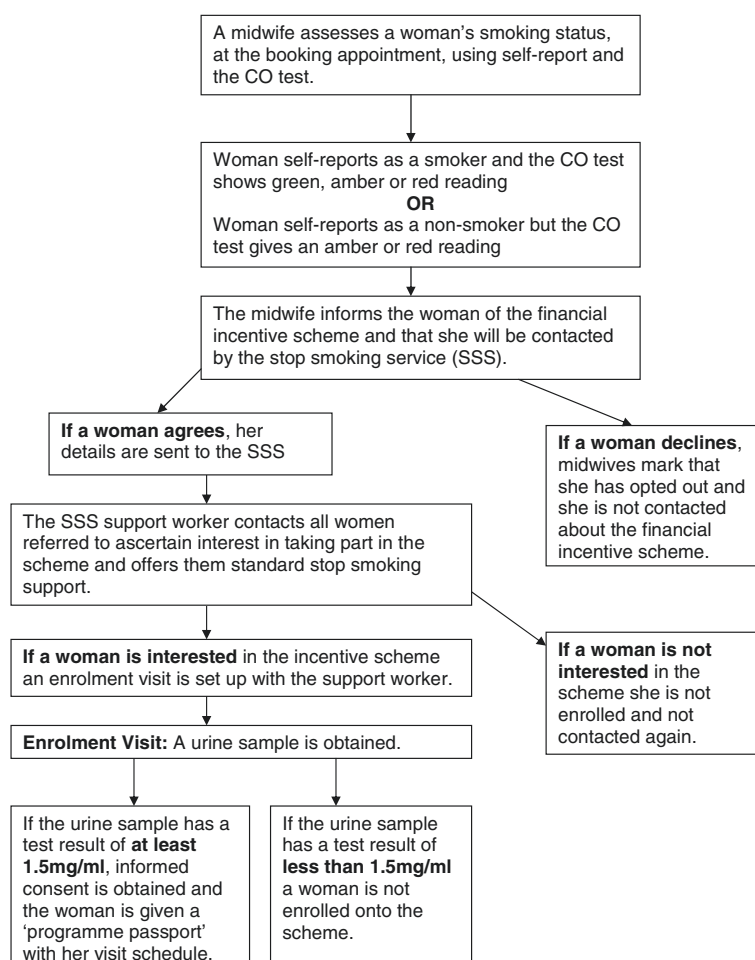 A midwife assesses a woman's smoking status,
at the booking appointment, using self-report and
the CO test.
Woman self-reports as a smoker and the CO test
shows green, amber or red reading
OR
Woman self-reports as a non-smoker but the CO
test gives an amber or red reading
The midwife informs the woman of the financial
incentive scheme and that she will be contacted
by the stop smoking service (SSS).
If a woman agrees, her
details are sent to the SSS
If a woman declines,
midwives mark that
she has opted out and
she is not contacted
about the financial
incentive scheme.
The SSS support worker contacts all women
referred to ascertain interest in taking part in the
scheme and offers them standard stop smoking
support.
If a woman is interested in the incentive scheme
an enrolment visit is set up with the support worker.
If a woman is not
interested in the
scheme she is not
enrolled and not
contacted again.
Enrolment Visit: A urine sample is obtained.
If the urine sample has a
test result of at least
1.5mg/ml, informed
consent is obtained and
the woman is given a
‘programme passport’
with her visit schedule.
If the urine sample
has a test result of
less than 1.5mg/ml
a woman is not
enrolled onto the
scheme.